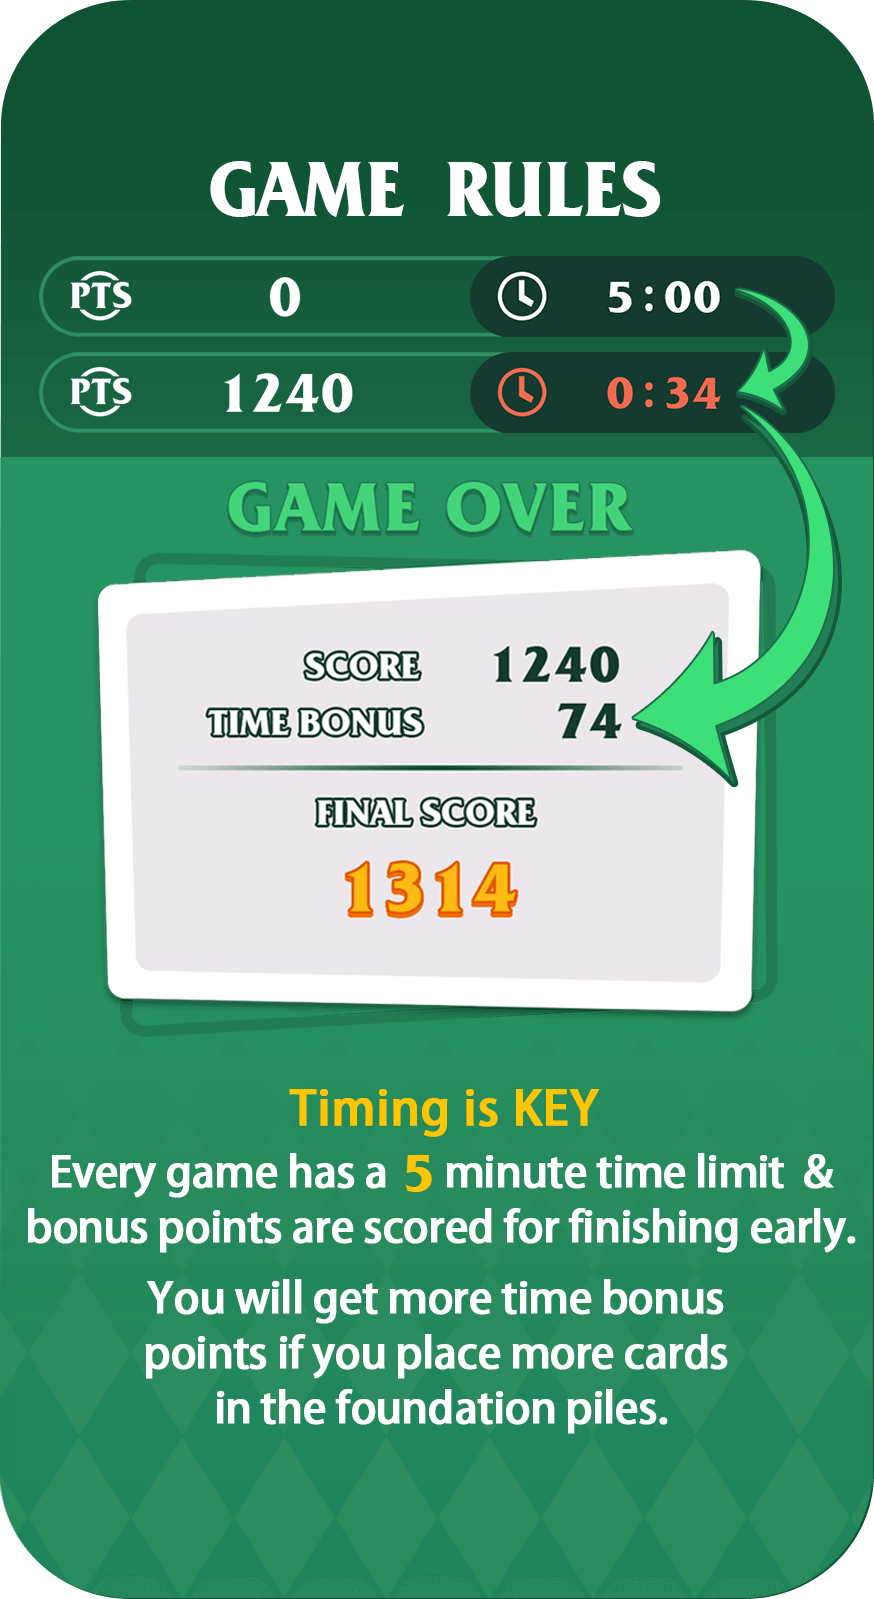 GAME RULES
PTS 0 5:00
PTS 1240 0:34
GAME OVER
SCORE 1240
TIME BONUS 74
FINAL SCORE
1314
Timing is KEY
Every game has a 5 minute time limit &
bonus points are scored for finishing early.
You will get more time bonus
points if you place more cards
in the foundation piles.